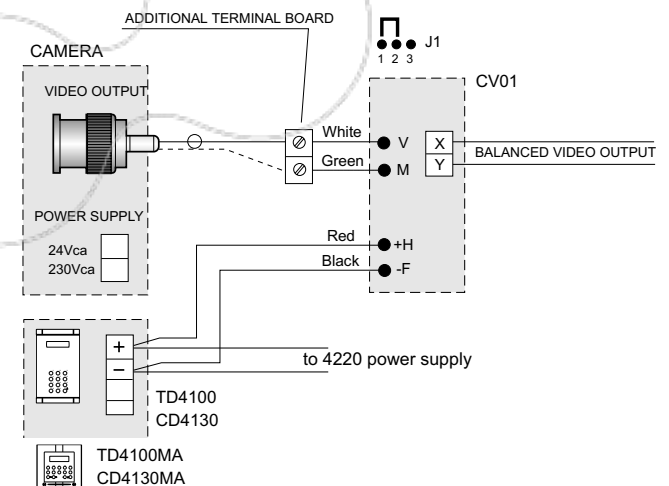 ADDITIONAL TERMINAL BOARD
J1
1 2 3
CAMERA
CV01
VIDEO OUTPUT
White
V
X
BALANCED VIDEO OUTPUT
Green
M
Y
POWER SUPPLY
24Vca
230Vca
Red
+H
Black
-F
+
−
to 4220 power supply
TD4100
CD4130
TD4100MA
CD4130MA